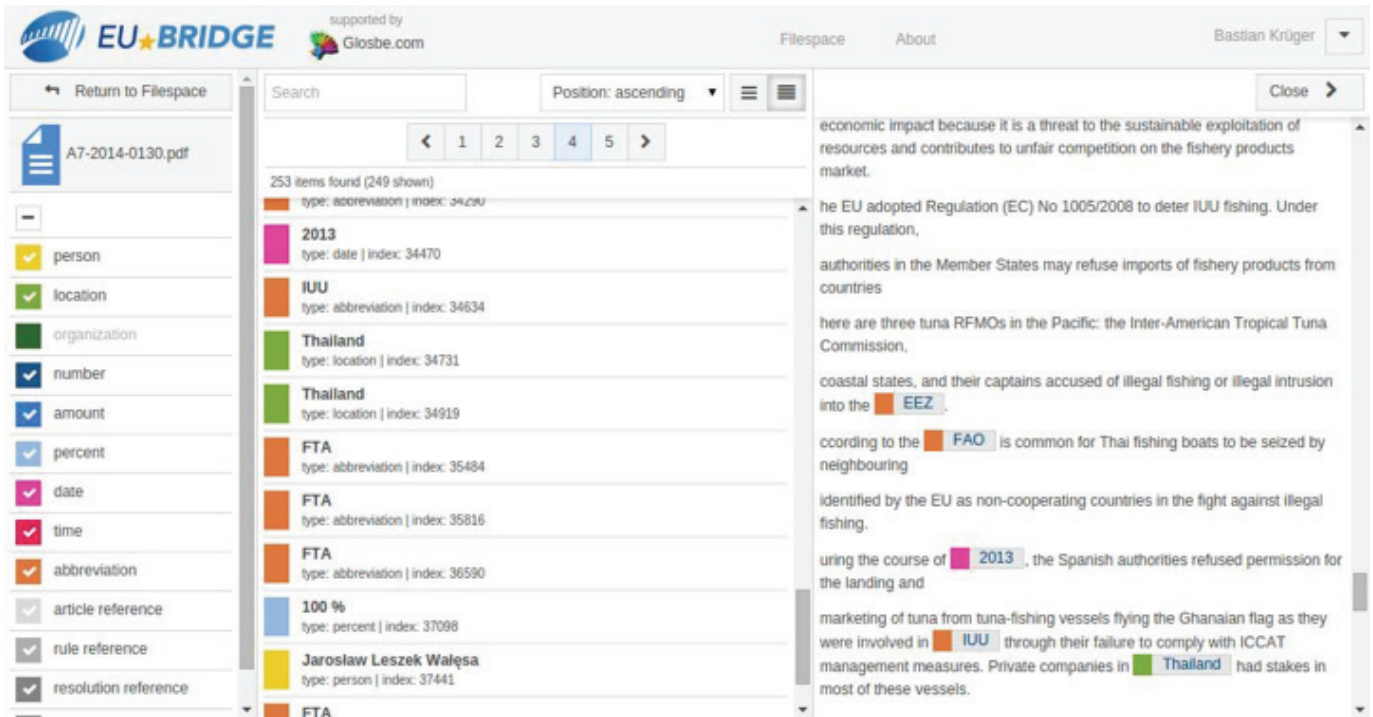 EU BRIDGE
supported by
Glosbe.com
Filespace
About
Bastian Krüger
Return to Filespace
A7-2014-0130.pdf
person
location
organization
number
amount
percent
date
time
abbreviation
article reference
rule reference
resolution reference
Search
Position: ascending
1 2 3 4 5
253 items found (249 shown)
type: abbreviation | index: 34290
2013
type: date | index: 34470
IUU
type: abbreviation | index: 34634
Thailand
type: location | index: 34731
Thailand
type: location | index: 34919
FTA
type: abbreviation | index: 35484
FTA
type: abbreviation | index: 35816
FTA
type: abbreviation | index: 36590
100 %
type: percent | index: 37098
Jarosław Leszek Wałęsa
type: person | index: 37441
FTA
Close
economic impact because it is a threat to the sustainable exploitation of
resources and contributes to unfair competition on the fishery products
market.
he EU adopted Regulation (EC) No 1005/2008 to deter IUU fishing. Under
this regulation,
authorities in the Member States may refuse imports of fishery products from
countries
here are three tuna RFMOs in the Pacific: the Inter-American Tropical Tuna
Commission,
coastal states, and their captains accused of illegal fishing or illegal intrusion
into the EEZ .
ccording to the FAO is common for Thai fishing boats to be seized by
neighbouring
identified by the EU as non-cooperating countries in the fight against illegal
fishing.
uring the course of 2013 , the Spanish authorities refused permission for
the landing and
marketing of tuna from tuna-fishing vessels flying the Ghanaian flag as they
were involved in IUU through their failure to comply with ICCAT
management measures. Private companies in Thailand had stakes in
most of these vessels.